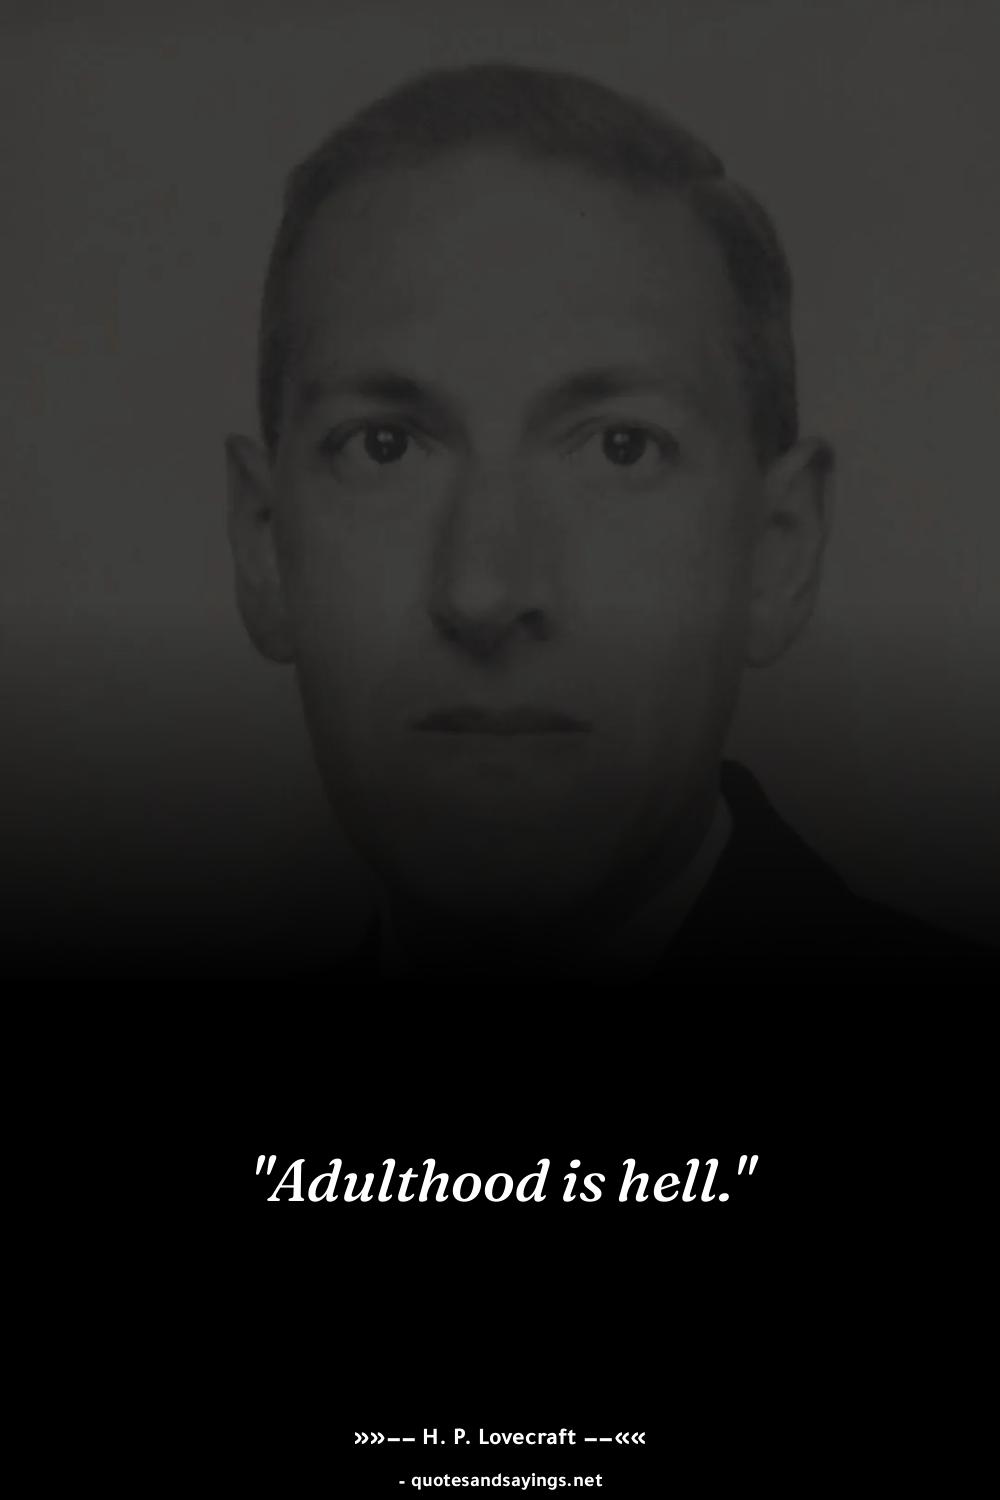 "Adulthood is hell."
»»−− H. P. Lovecraft −−««
- quotesandsayings.net